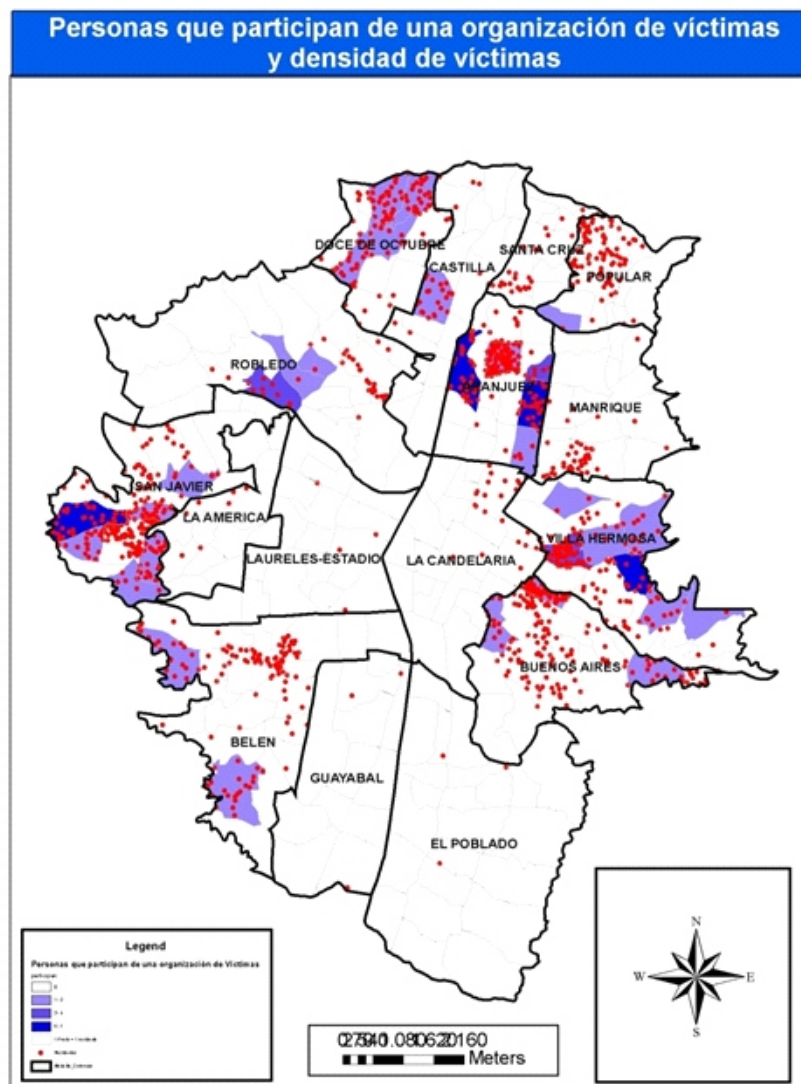 Personas que participan de una organización de víctimas
y densidad de víctimas
DOCE DE OCTUBRE
SANTA CRUZ
CASTILLA
POPULAR
ROBLEDO
ARANJUEZ
MANRIQUE
SAN JAVIER
LA AMERICA
VILLA HERMOSA
LAURELES-ESTADIO
LA CANDELARIA
BUENOS AIRES
BELEN
GUAYABAL
EL POBLADO
Legend
Personas que participan de una organización de Víctimas
participan
N
W
E
S
Meters